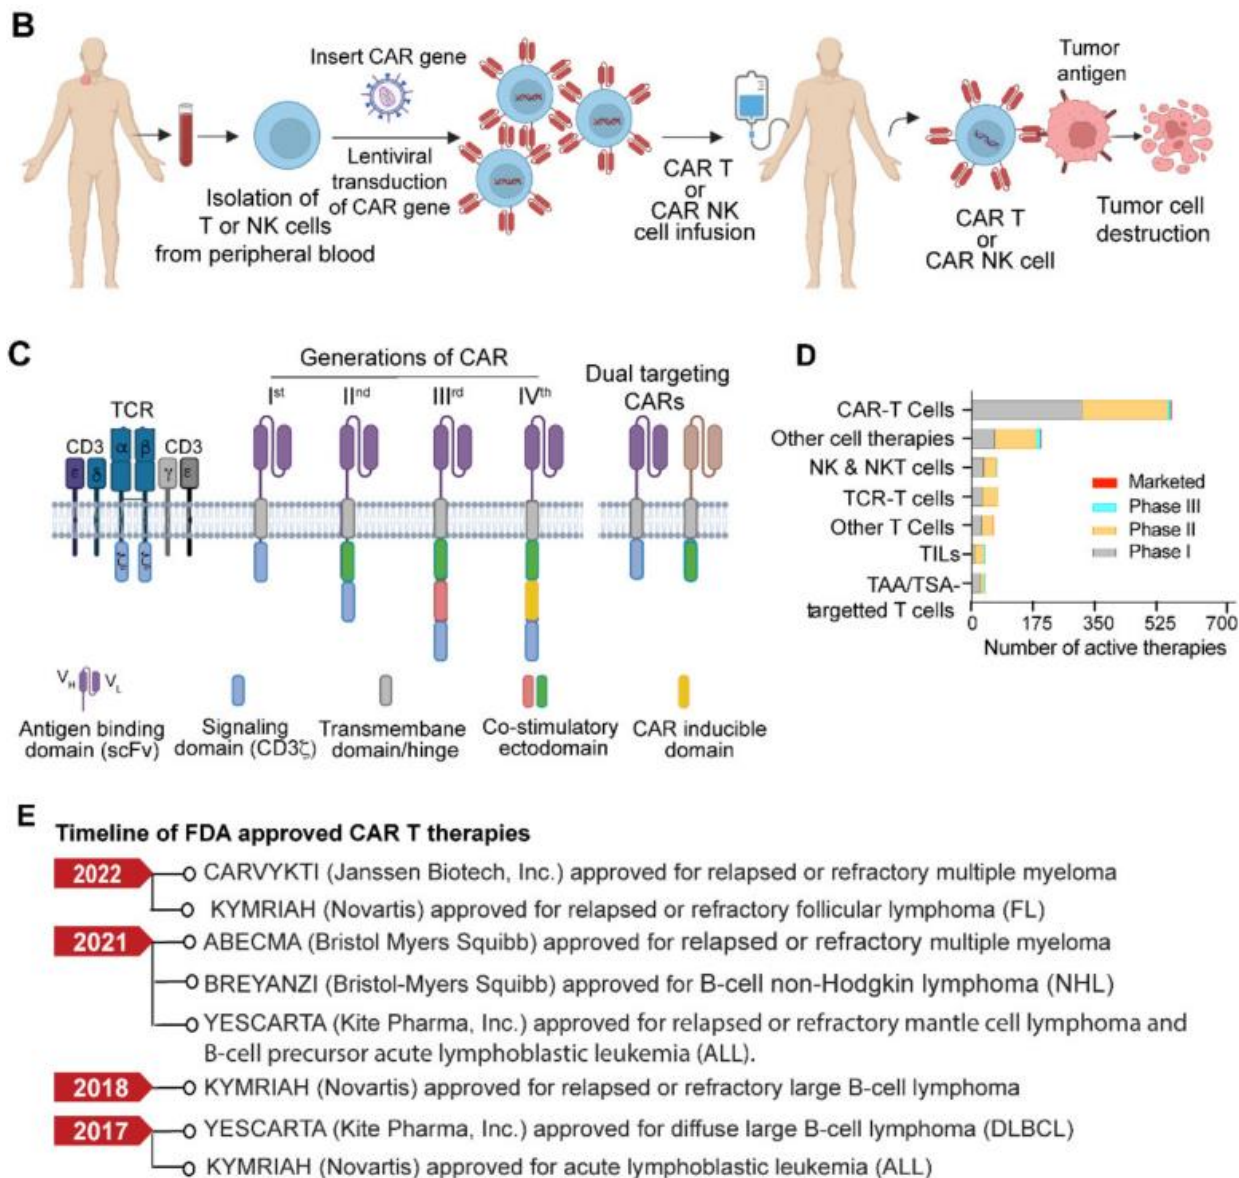 B
Insert CAR gene
Lentiviral
transduction
of CAR gene
Isolation of
T or NK cells
from peripheral blood
CAR T
or
CAR NK
cell infusion
Tumor
antigen
CAR T
or
CAR NK cell
Tumor cell
destruction
C
Generations of CAR
Ist
IInd
IIIrd
IVth
Dual targeting
CARs
TCR
CD3
CD3
ε
δ
α
β
γ
ε
ξ
ξ
VH
VL
Antigen binding
domain (scFv)
Signaling
domain (CD3ζ)
Transmembane
domain/hinge
Co-stimulatory
ectodomain
CAR inducible
domain
D
CAR-T Cells
Other cell therapies
NK & NKT cells
TCR-T cells
Other T Cells
TILs
TAA/TSA-
targetted T cells
Marketed
Phase III
Phase II
Phase I
0 175 350 525 700
Number of active therapies
E
Timeline of FDA approved CAR T therapies
2022
CARVYKTI (Janssen Biotech, Inc.) approved for relapsed or refractory multiple myeloma
KYMRIAH (Novartis) approved for relapsed or refractory follicular lymphoma (FL)
2021
ABECMA (Bristol Myers Squibb) approved for relapsed or refractory multiple myeloma
BREYANZI (Bristol-Myers Squibb) approved for B-cell non-Hodgkin lymphoma (NHL)
YESCARTA (Kite Pharma, Inc.) approved for relapsed or refractory mantle cell lymphoma and
B-cell precursor acute lymphoblastic leukemia (ALL).
2018
KYMRIAH (Novartis) approved for relapsed or refractory large B-cell lymphoma
2017
YESCARTA (Kite Pharma, Inc.) approved for diffuse large B-cell lymphoma (DLBCL)
KYMRIAH (Novartis) approved for acute lymphoblastic leukemia (ALL)